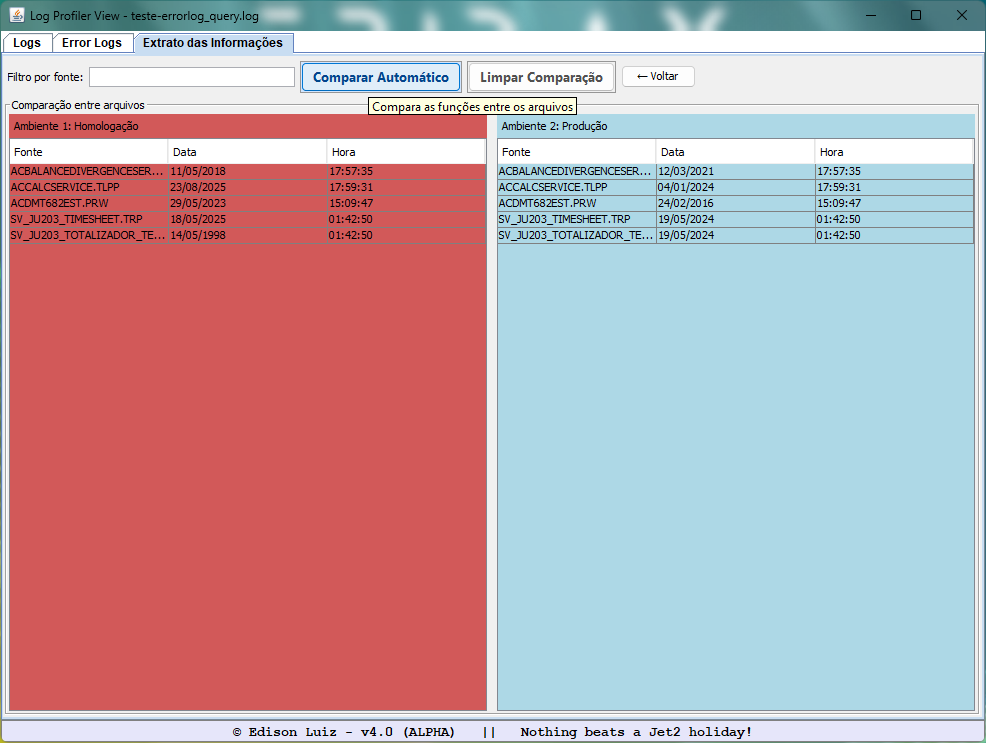 Log Profiler View - teste-errorlog_query.log
Logs Error Logs Extrato das Informações
Filtro por fonte: Comparar Automático Limpar Comparação ← Voltar
Comparação entre arquivos Compara as funções entre os arquivos
Ambiente 1: Homologação
Fonte Data Hora
ACBALANCEDIVERGENCESER... 11/05/2018 17:57:35
ACCALCSERVICE.TLPP 23/08/2025 17:59:31
ACDMT682EST.PRW 29/05/2023 15:09:47
SV_JU203_TIMESHEET.TRP 18/05/2025 01:42:50
SV_JU203_TOTALIZADOR_TE... 14/05/1998 01:42:50
Ambiente 2: Produção
Fonte Data Hora
ACBALANCEDIVERGENCESER... 12/03/2021 17:57:35
ACCALCSERVICE.TLPP 04/01/2024 17:59:31
ACDMT682EST.PRW 24/02/2016 15:09:47
SV_JU203_TIMESHEET.TRP 19/05/2024 01:42:50
SV_JU203_TOTALIZADOR_TE... 19/05/2024 01:42:50
© Edison Luiz - v4.0 (ALPHA) || Nothing beats a Jet2 holiday!